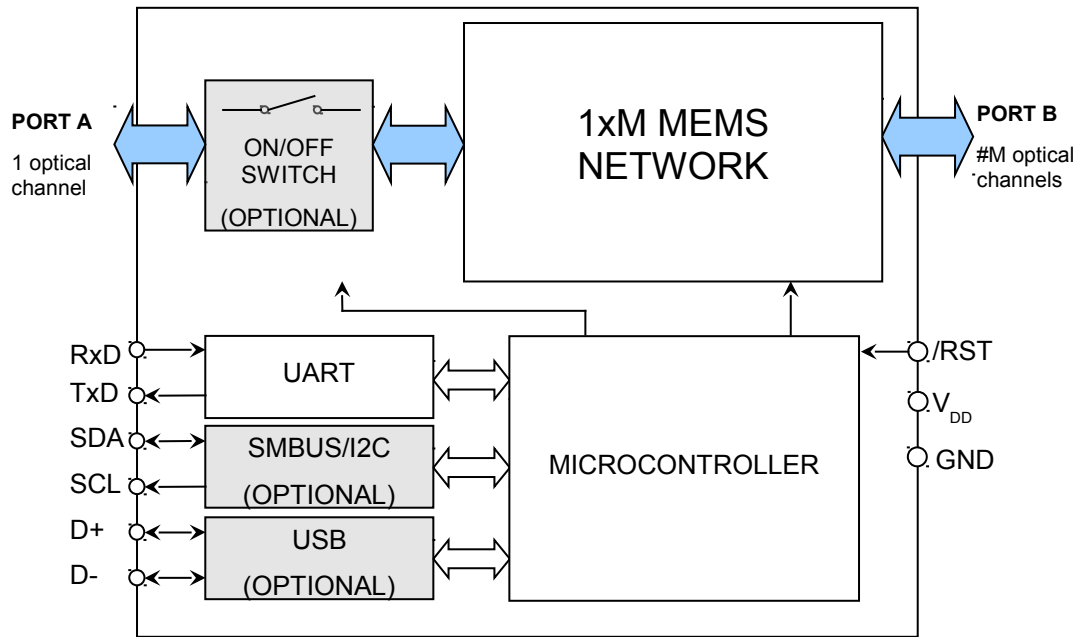 PORT A
1 optical
channel
ON/OFF
SWITCH
(OPTIONAL)
1xM MEMS
NETWORK
PORT B
#M optical
channels
RxD
TxD
SDA
SCL
D+
D-
UART
SMBUS/I2C
(OPTIONAL)
USB
(OPTIONAL)
MICROCONTROLLER
/RST
VDD
GND